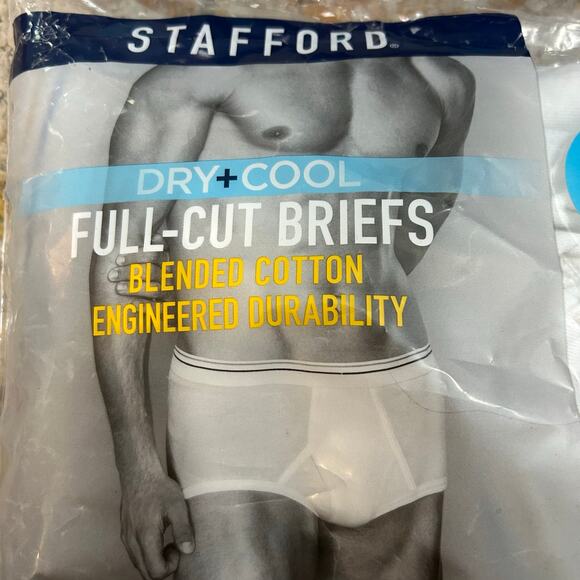 STAFFORD®
DRY+COOL
FULL-CUT BRIEFS
BLENDED COTTON
ENGINEERED DURABILITY